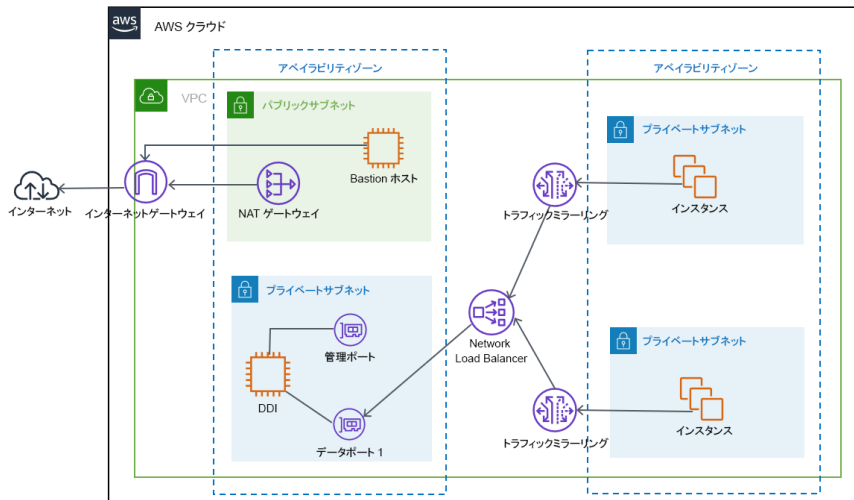 aws
AWS クラウド
アベイラビリティゾーン
アベイラビリティゾーン
VPC
パブリックサブネット
プライベートサブネット
Bastion ホスト
インターネット
インターネットゲートウェイ
NAT ゲートウェイ
トラフィックミラーリング
インスタンス
プライベートサブネット
管理ポート
Network
Load Balancer
プライベートサブネット
DDI
データポート 1
トラフィックミラーリング
インスタンス